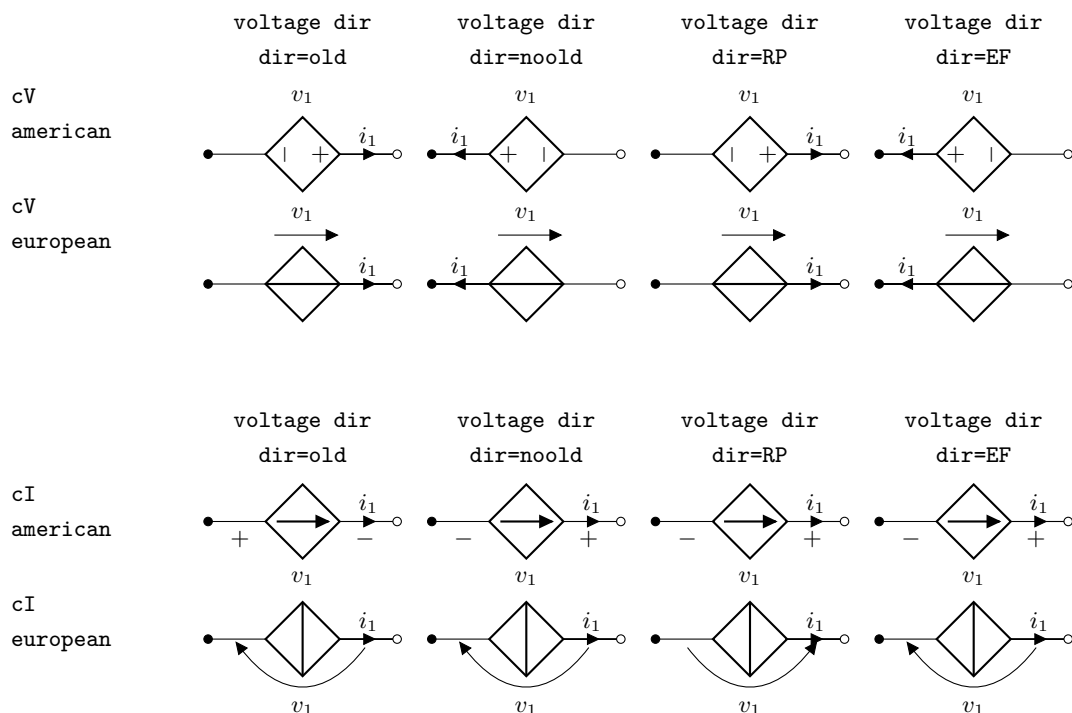 voltage dir voltage dir voltage dir voltage dir
dir=old dir=noold dir=RP dir=EF
cV v₁ v₁ v₁ v₁
american i₁ i₁ i₁ i₁
− + + − − + + −
cV v₁ v₁ v₁ v₁
european
i₁ i₁ i₁ i₁
voltage dir voltage dir voltage dir voltage dir
dir=old dir=noold dir=RP dir=EF
cI
american i₁ i₁ i₁ i₁
+ − − + − + − +
v₁ v₁ v₁ v₁
cI
european i₁ i₁ i₁ i₁
v₁ v₁ v₁ v₁